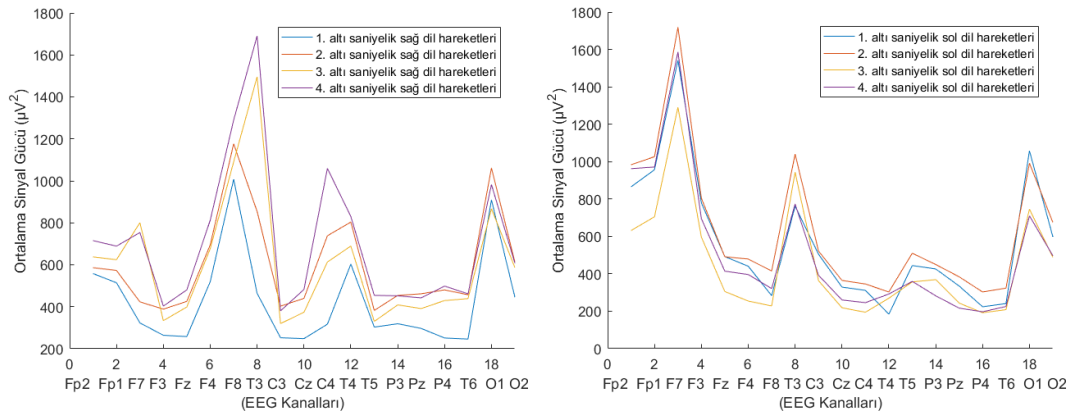 1800
1600
1400
1200
1000
800
600
400
200
Ortalama Sinyal Gücü (µV²)
1. altı saniyelik sağ dil hareketleri
2. altı saniyelik sağ dil hareketleri
3. altı saniyelik sağ dil hareketleri
4. altı saniyelik sağ dil hareketleri
0 2 4 6 8 10 12 14 16 18
Fp2 Fp1 F7 F3 Fz F4 F8 T3 C3 Cz C4 T4 T5 P3 Pz P4 T6 O1 O2
(EEG Kanalları)
1800
1600
1400
1200
1000
800
600
400
200
0
Ortalama Sinyal Gücü (µV²)
1. altı saniyelik sol dil hareketleri
2. altı saniyelik sol dil hareketleri
3. altı saniyelik sol dil hareketleri
4. altı saniyelik sol dil hareketleri
0 2 4 6 8 10 12 14 16 18
Fp2 Fp1 F7 F3 Fz F4 F8 T3 C3 Cz C4 T4 T5 P3 Pz P4 T6 O1 O2
(EEG Kanalları)